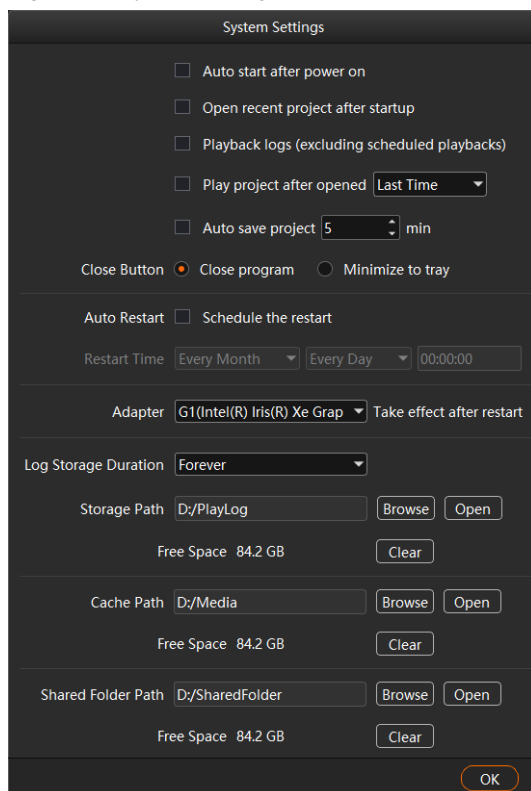 System Settings
Auto start after power on
Open recent project after startup
Playback logs (excluding scheduled playbacks)
Play project after opened Last Time
Auto save project 5 min
Close Button Close program Minimize to tray
Auto Restart Schedule the restart
Restart Time Every Month Every Day 00:00:00
Adapter G1(Intel(R) Iris(R) Xe Grap Take effect after restart
Log Storage Duration Forever
Storage Path D:/PlayLog Browse Open
Free Space 84.2 GB Clear
Cache Path D:/Media Browse Open
Free Space 84.2 GB Clear
Shared Folder Path D:/SharedFolder Browse Open
Free Space 84.2 GB Clear
OK